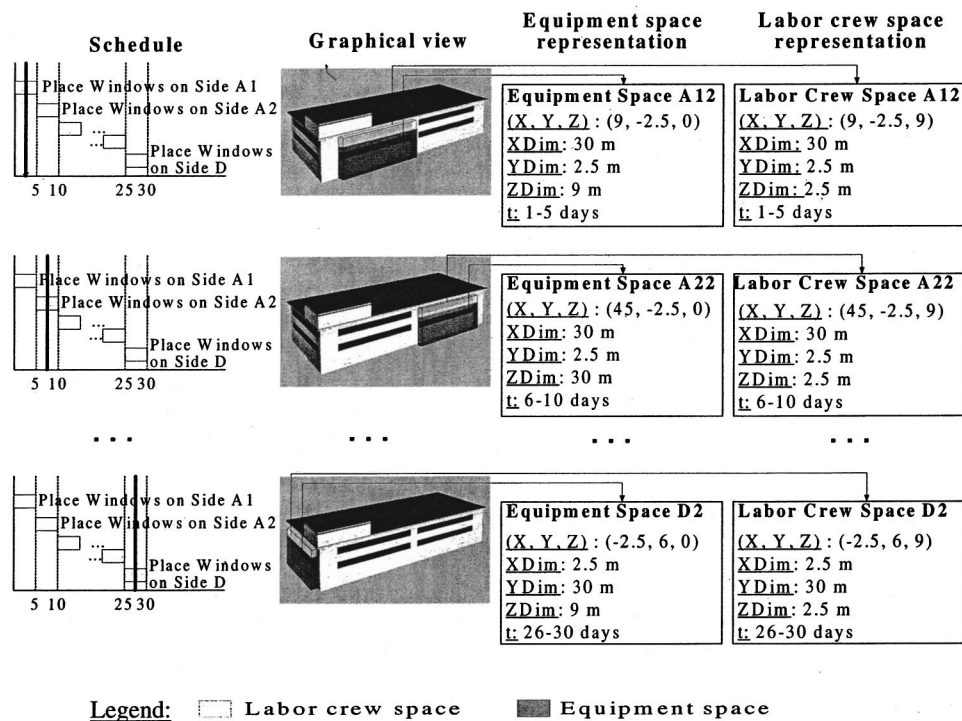 Schedule
Graphical view
Equipment space
representation
Labor crew space
representation
Place Windows on Side A1
Place Windows on Side A2
...
Place Windows
on Side D
5 10 25 30
Equipment Space A12
(X, Y, Z) : (9, -2.5, 0)
XDim: 30 m
YDim: 2.5 m
ZDim: 9 m
t: 1-5 days
Labor Crew Space A12
(X, Y, Z) : (9, -2.5, 9)
XDim: 30 m
YDim: 2.5 m
ZDim: 2.5 m
t: 1-5 days
Place Windows on Side A1
Place Windows on Side A2
...
Place Windows
on Side D
5 10 25 30
Equipment Space A22
(X, Y, Z) : (45, -2.5, 0)
XDim: 30 m
YDim: 2.5 m
ZDim: 30 m
t: 6-10 days
Labor Crew Space A22
(X, Y, Z) : (45, -2.5, 9)
XDim: 30 m
YDim: 2.5 m
ZDim: 2.5 m
t: 6-10 days
... ... ... ...
Place Windows on Side A1
Place Windows on Side A2
...
Place Windows
on Side D
5 10 25 30
Equipment Space D2
(X, Y, Z) : (-2.5, 6, 0)
XDim: 2.5 m
YDim: 30 m
ZDim: 9 m
t: 26-30 days
Labor Crew Space D2
(X, Y, Z) : (-2.5, 6, 9)
XDim: 2.5 m
YDim: 30 m
ZDim: 2.5 m
t: 26-30 days
Legend: Labor crew space Equipment space